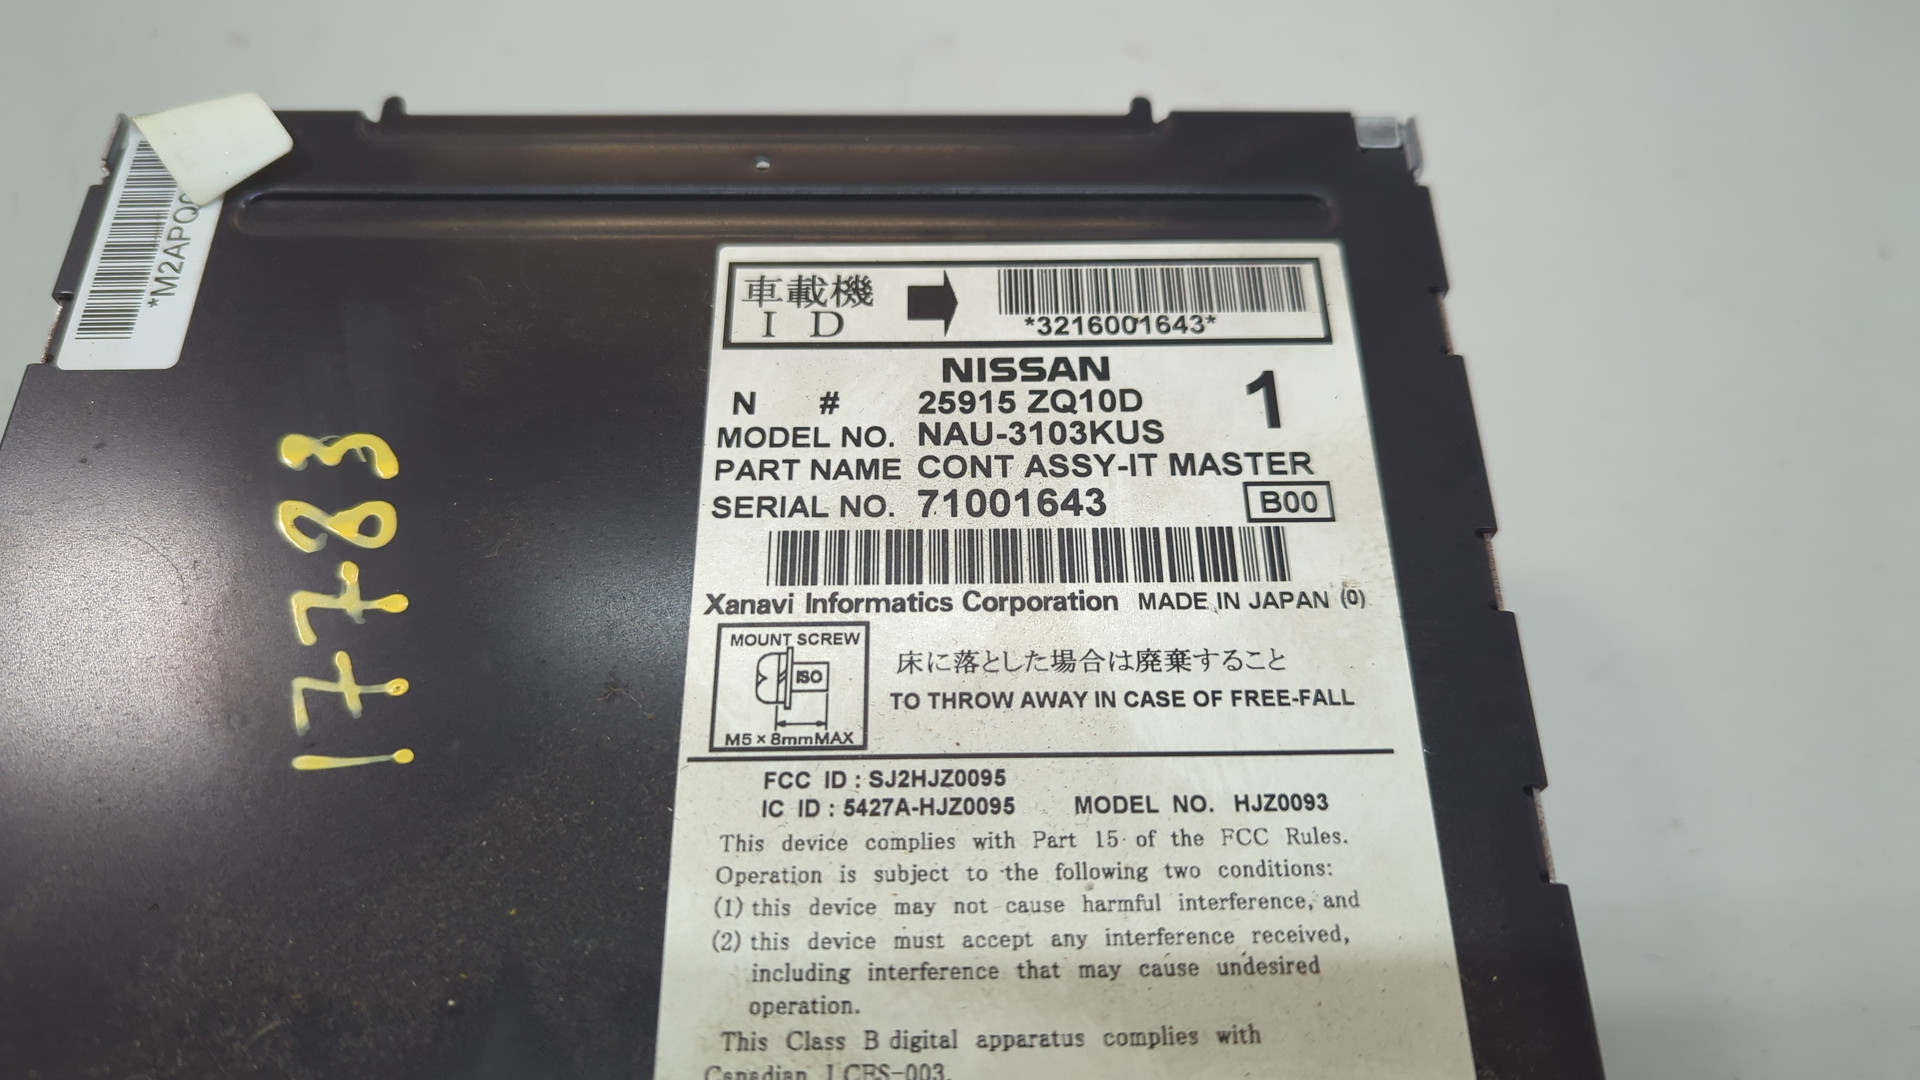 *M2APQ
17783
車載機
ID
*3216001643*
NISSAN
N # 25915 ZQ10D 1
MODEL NO. NAU-3103KUS
PART NAME CONT ASSY-IT MASTER
SERIAL NO. 71001643 B00
Xanavi Informatics Corporation MADE IN JAPAN (0)
MOUNT SCREW
ISO
M5×8mmMAX
床に落とした場合は廃棄すること
TO THROW AWAY IN CASE OF FREE-FALL
FCC ID : SJ2HJZ0095
IC ID : 5427A-HJZ0095 MODEL NO. HJZ0093
This device complies with Part 15 of the FCC Rules.
Operation is subject to the following two conditions:
(1) this device may not cause harmful interference, and
(2) this device must accept any interference received,
including interference that may cause undesired
operation.
This Class B digital apparatus complies with
Canadian ICES-003.